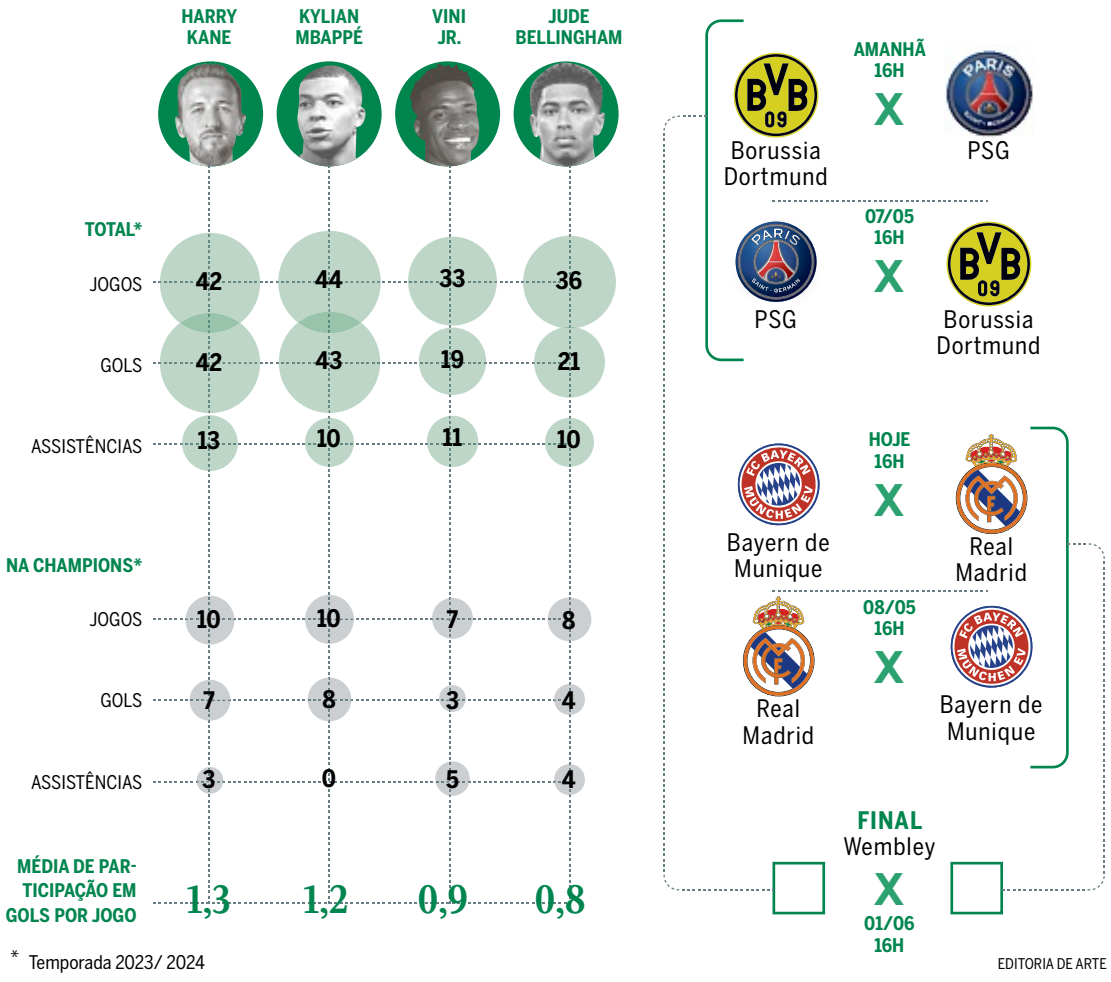 HARRY
KANE
KYLIAN
MBAPPÉ
VINI
JR.
JUDE
BELLINGHAM
TOTAL*
JOGOS
42
44
33
36
GOLS
42
43
19
21
ASSISTÊNCIAS
13
10
11
10
NA CHAMPIONS*
JOGOS
10
10
7
8
GOLS
7
8
3
4
ASSISTÊNCIAS
3
0
5
4
MÉDIA DE PAR-
TICIPAÇÃO EM
GOLS POR JOGO
1,3
1,2
0,9
0,8
* Temporada 2023/ 2024
BVB
09
Borussia
Dortmund
AMANHÃ
16H
X
PARIS
SAINT-GERMAIN
PSG
PARIS
SAINT-GERMAIN
PSG
07/05
16H
X
BVB
09
Borussia
Dortmund
FC BAYERN
MÜNCHEN EV
Bayern de
Munique
HOJE
16H
X
Real
Madrid
Real
Madrid
08/05
16H
X
FC BAYERN
MÜNCHEN EV
Bayern de
Munique
FINAL
Wembley
X
01/06
16H
EDITORIA DE ARTE